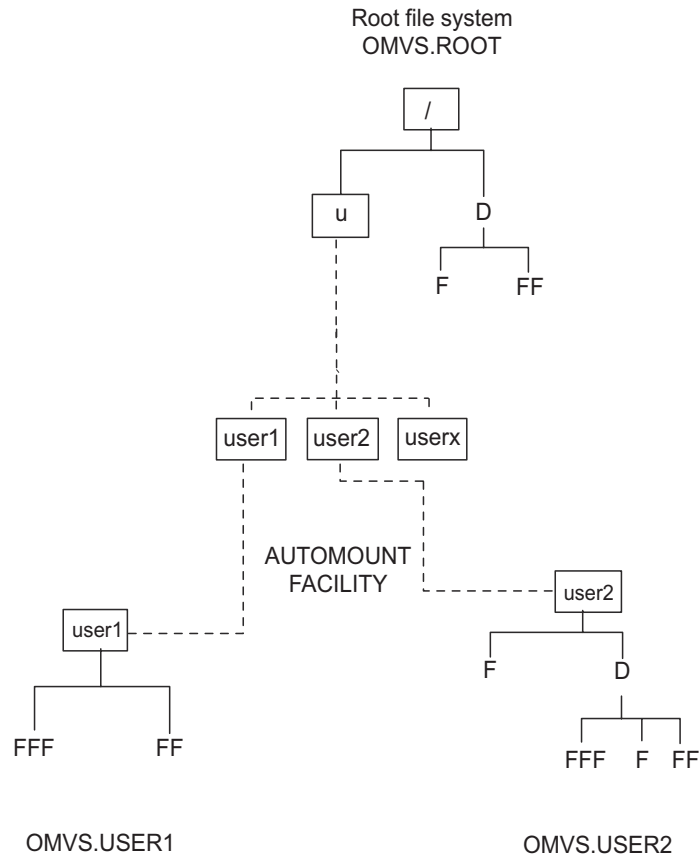 Root file system
OMVS.ROOT
/
u
D
F FF
user1 user2 userx
AUTOMOUNT
FACILITY
user1
user2
F D
FFF FF
FFF F FF
OMVS.USER1
OMVS.USER2